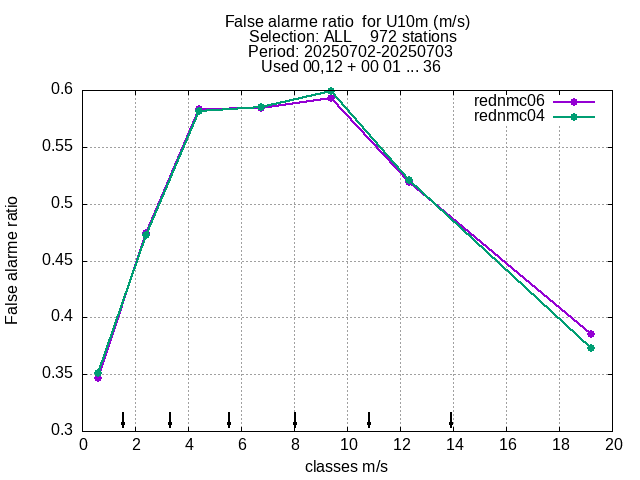 False alarme ratio  for U10m (m/s)
Selection: ALL    972 stations
Period: 20250702-20250703
Used 00,12 + 00 01 ... 36
rednmc06
rednmc04
0.6
0.55
0.5
0.45
0.4
0.35
0.3
False alarme ratio
0 2 4 6 8 10 12 14 16 18 20
classes m/s